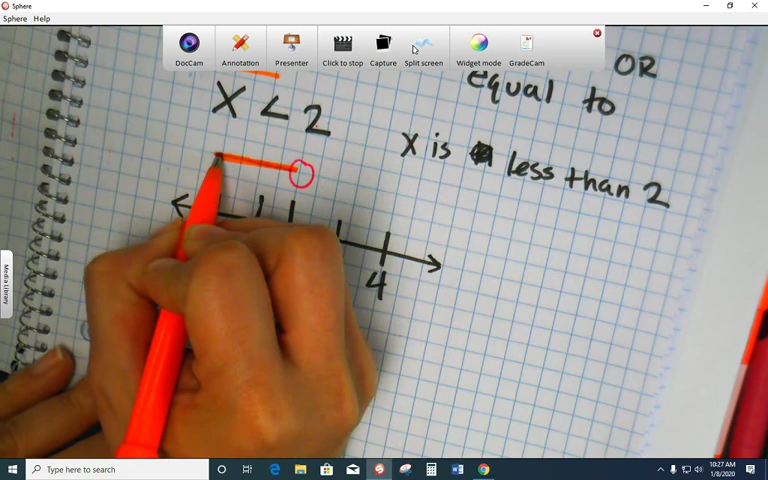 Sphere
Sphere Help
DocCam
Annotation
Presenter
Click to stop
Capture
Split screen
Widget mode
GradeCam
OR
equal to
X < 2
X is less than 2
4
Media Library
Type here to search
10:27 AM
1/8/2020